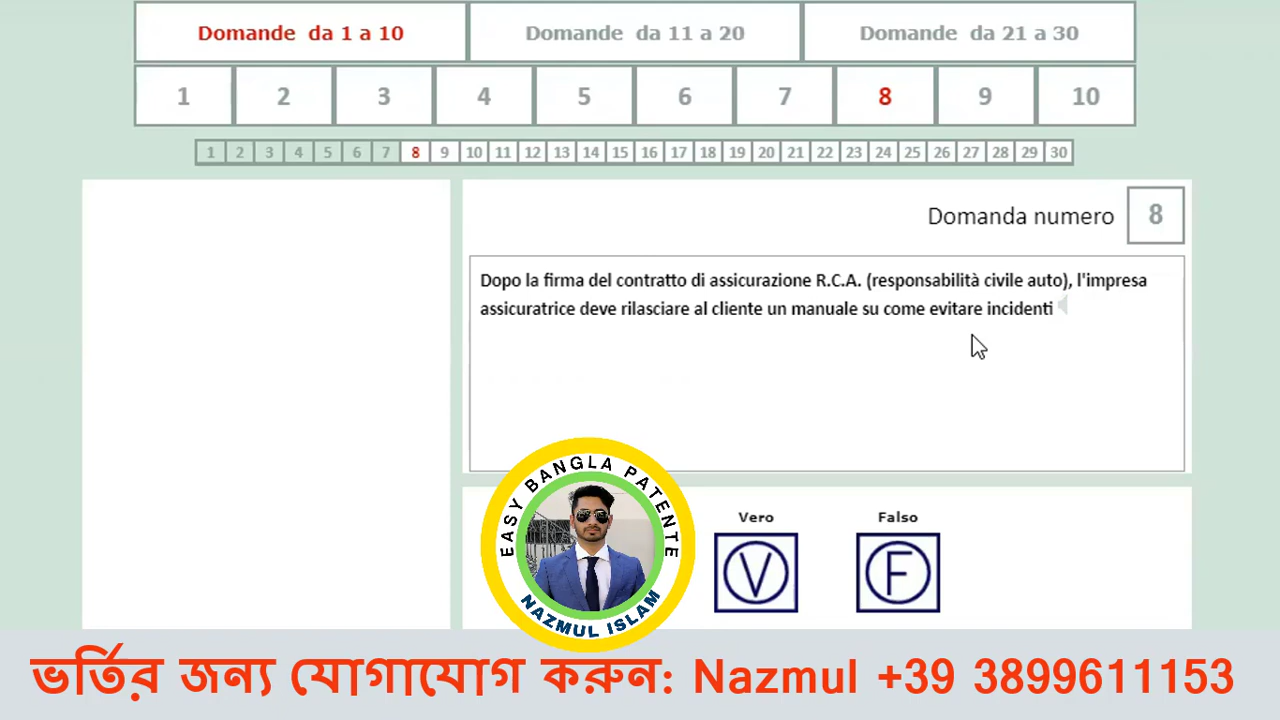 Domande da 1 a 10
Domande da 11 a 20
Domande da 21 a 30
1 2 3 4 5 6 7 8 9 10
1 2 3 4 5 6 7 8 9 10 11 12 13 14 15 16 17 18 19 20 21 22 23 24 25 26 27 28 29 30
Domanda numero 8
Dopo la firma del contratto di assicurazione R.C.A. (responsabilità civile auto), l'impresa
assicuratrice deve rilasciare al cliente un manuale su come evitare incidenti
Vero
Falso
V
F
EASY BANGLA PATENTE
NAZMUL ISLAM
ভর্তির জন্য যোগাযোগ করুন: Nazmul +39 3899611153